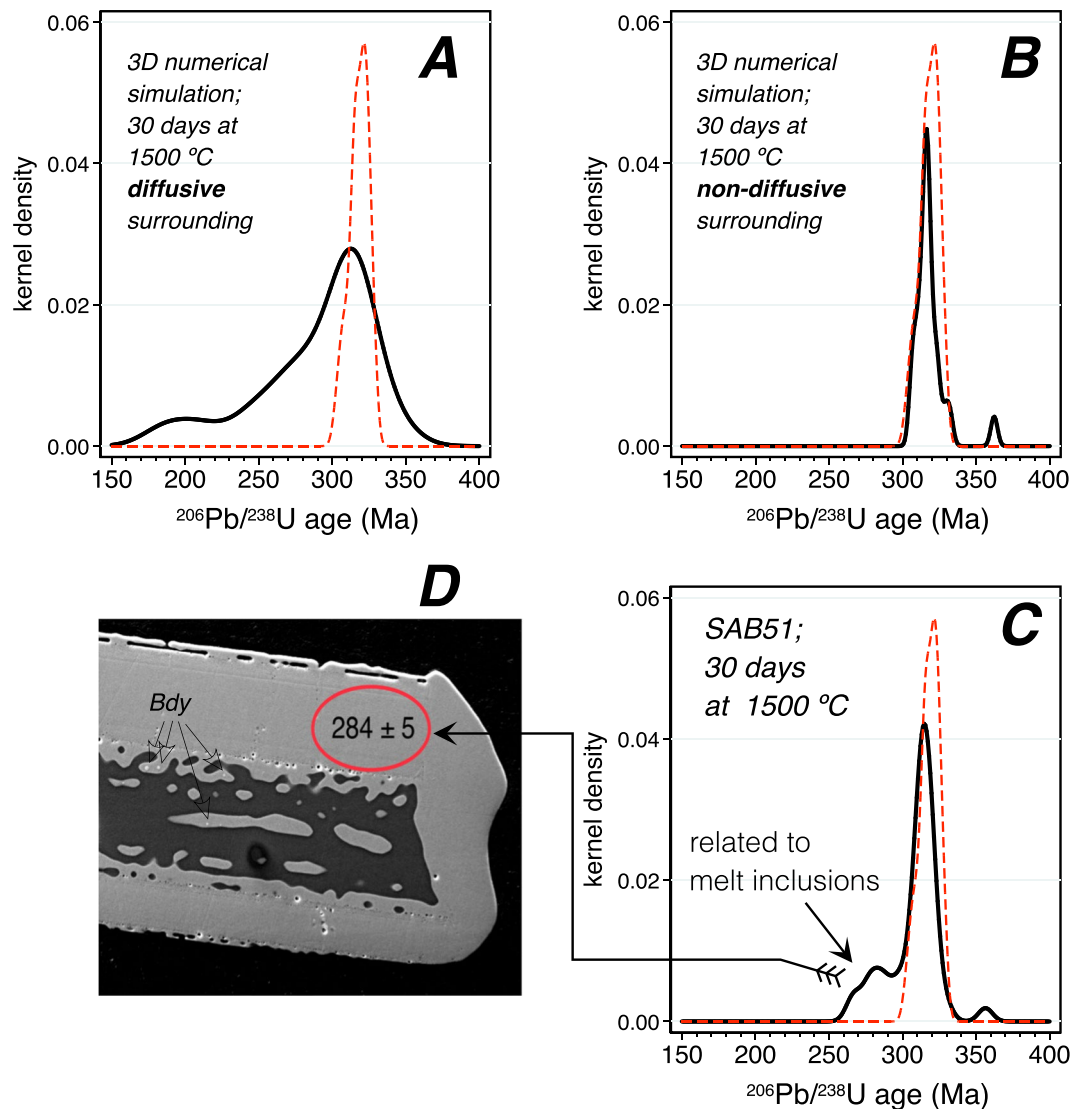 A
3D numerical
simulation;
30 days at
1500 ºC
diffusive
surrounding
0.06
0.04
0.02
0.00
kernel density
150 200 250 300 350 400
²⁰⁶Pb/²³⁸U age (Ma)
B
3D numerical
simulation;
30 days at
1500 ºC
non-diffusive
surrounding
0.06
0.04
0.02
0.00
kernel density
150 200 250 300 350 400
²⁰⁶Pb/²³⁸U age (Ma)
D
Bdy
284 ± 5
C
SAB51;
30 days
at 1500 ºC
related to
melt inclusions
0.06
0.04
0.02
0.00
kernel density
150 200 250 300 350 400
²⁰⁶Pb/²³⁸U age (Ma)